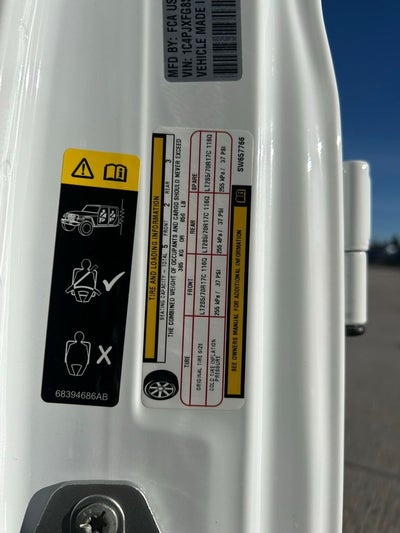 MFD BY: FCA US
VIN: 1C4PJXFG8S
VEHICLE MADE I
TIRE AND LOADING INFORMATION
SEATING CAPACITY - TOTAL 5 FRONT 2 REAR 3
THE COMBINED WEIGHT OF OCCUPANTS AND CARGO SHOULD NEVER EXCEED
385 KG OR 850 LB
TIRE FRONT REAR SPARE
ORIGINAL TIRE SIZE LT285/70R17C 116Q LT285/70R17C 116Q LT285/70R17C 116Q
COLD TIRE INFLATION PRESSURE 255 kPa / 37 PSI 255 kPa / 37 PSI 255 kPa / 37 PSI
SEE OWNERS MANUAL FOR ADDITIONAL INFORMATION
SW657766
68394686AB